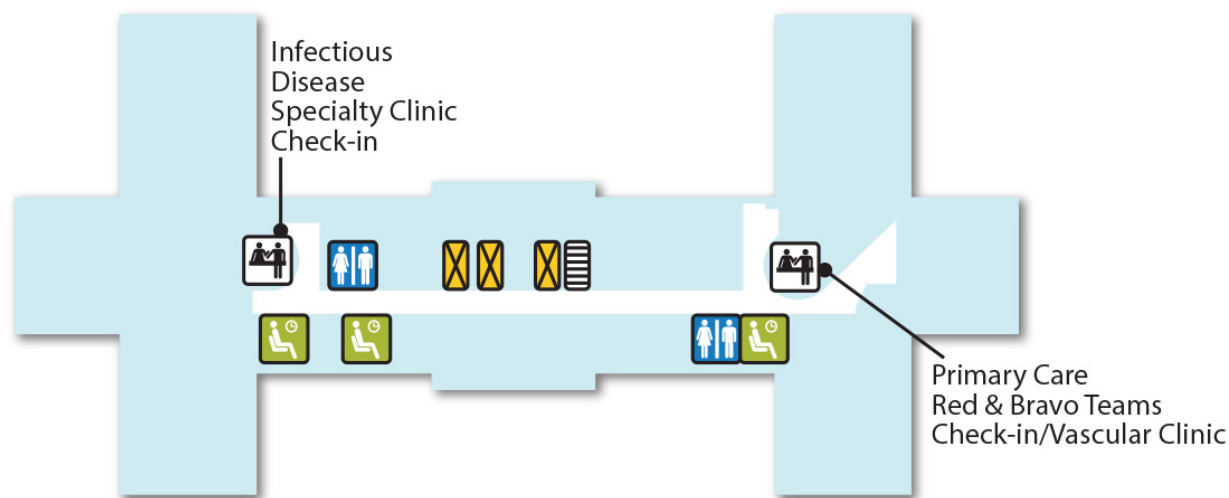 Infectious
Disease
Specialty Clinic
Check-in
Primary Care
Red & Bravo Teams
Check-in/Vascular Clinic